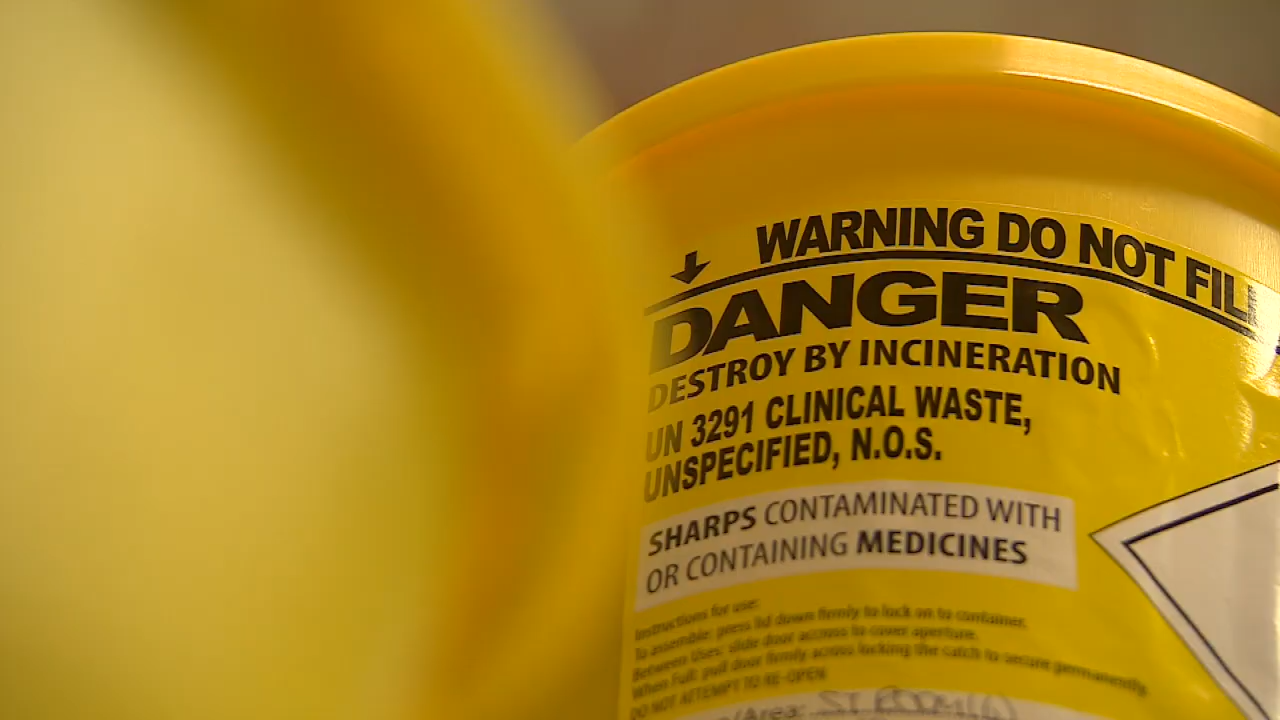 WARNING DO NOT FILL
DANGER
DESTROY BY INCINERATION
UN 3291 CLINICAL WASTE,
UNSPECIFIED, N.O.S.
SHARPS CONTAMINATED WITH
OR CONTAINING MEDICINES
Instructions for use:
To assemble: press lid down firmly to lock on to container.
Between Uses: slide door across to cover aperture.
When Full: pull door firmly across locking the catch to secure permanently.
DO NOT ATTEMPT TO RE-OPEN
/Area: